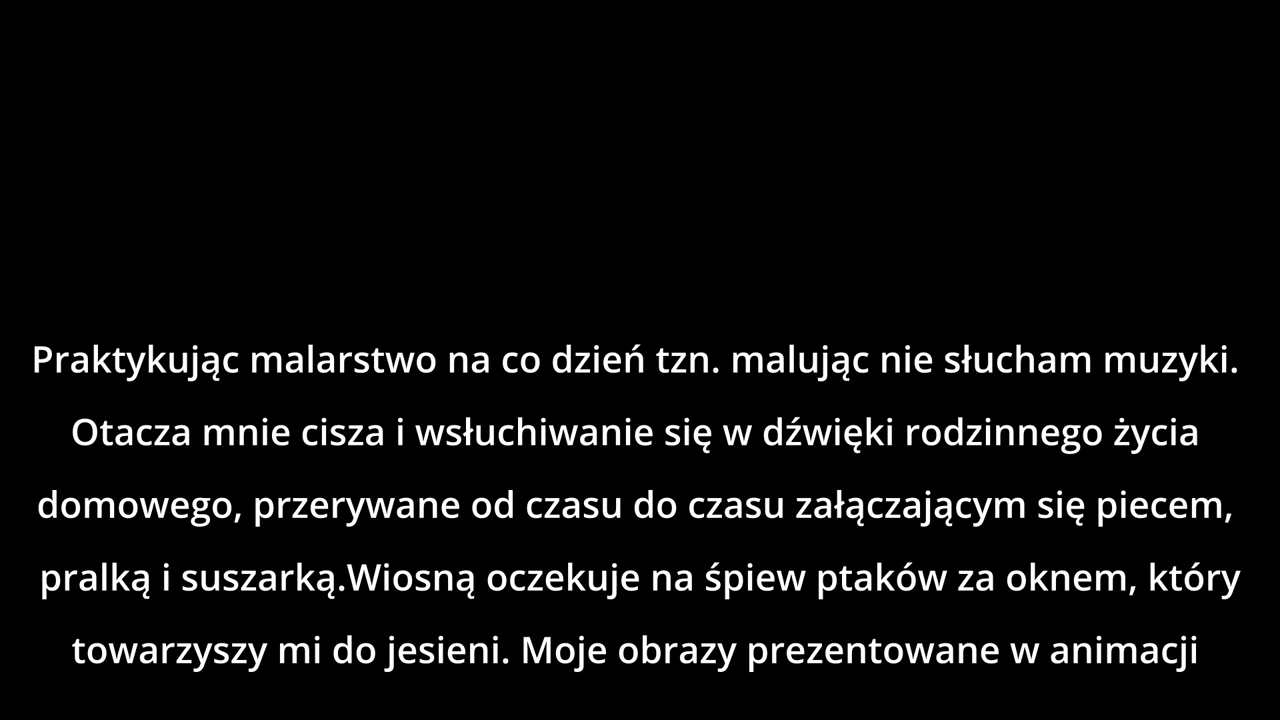 Praktykując malarstwo na co dzień tzn. malując nie słucham muzyki.
Otacza mnie cisza i wsłuchiwanie się w dźwięki rodzinnego życia
domowego, przerywane od czasu do czasu załączającym się piecem,
pralką i suszarką.Wiosną oczekuje na śpiew ptaków za oknem, który
towarzyszy mi do jesieni. Moje obrazy prezentowane w animacji